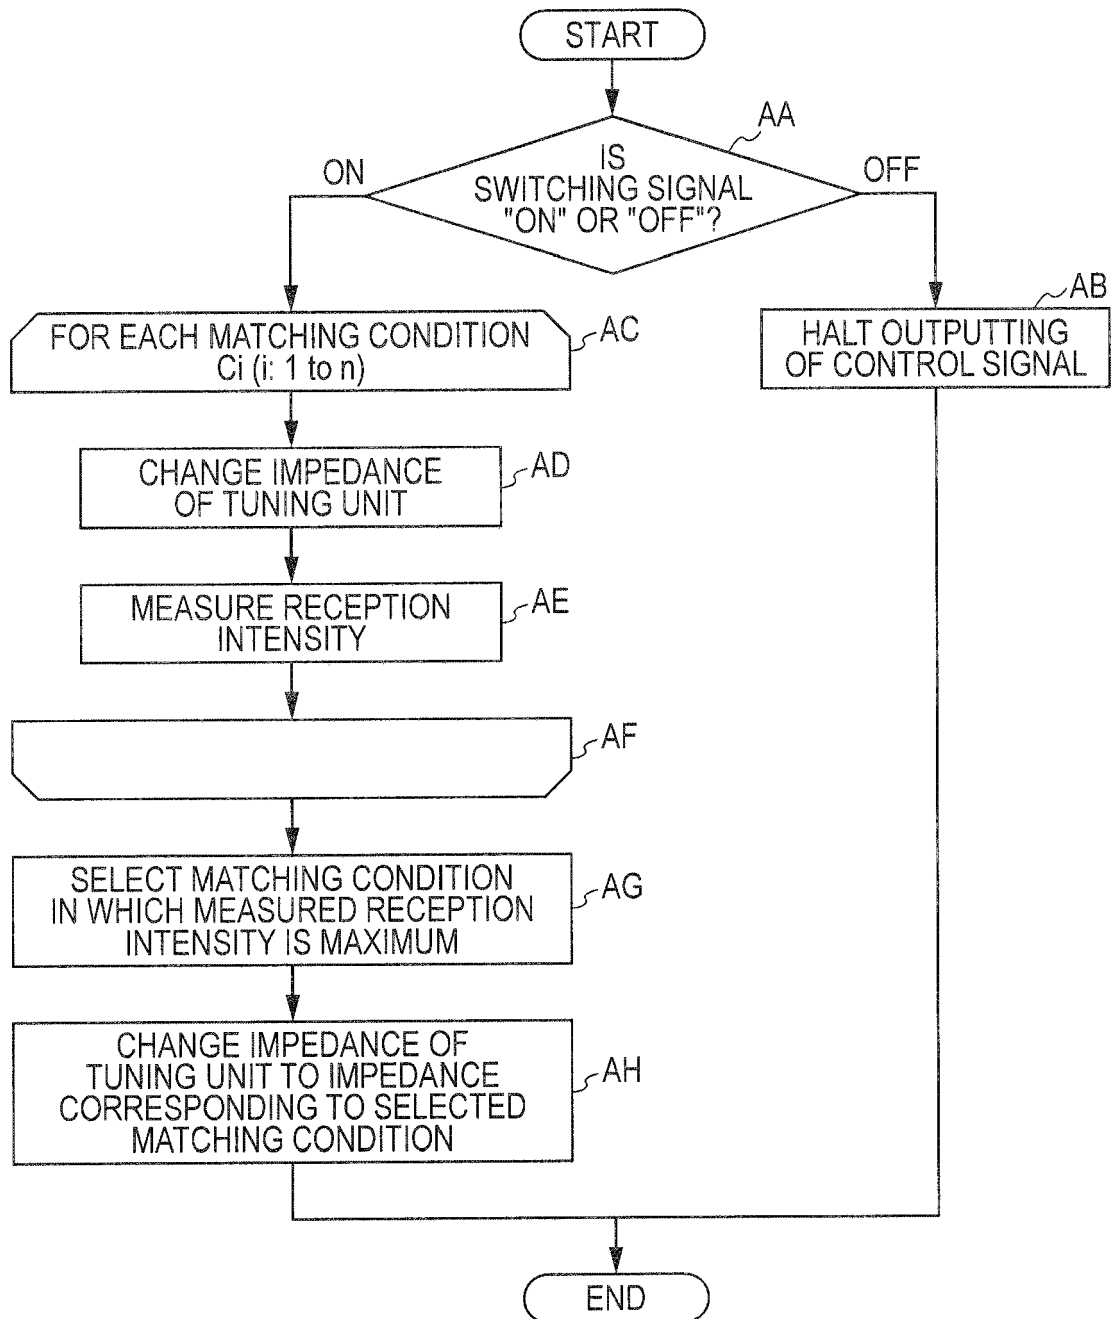 START
AA
IS
SWITCHING SIGNAL
"ON" OR "OFF"?
ON
OFF
AB
HALT OUTPUTTING
OF CONTROL SIGNAL
FOR EACH MATCHING CONDITION
Ci (i: 1 to n)
AC
CHANGE IMPEDANCE
OF TUNING UNIT
AD
MEASURE RECEPTION
INTENSITY
AE
AF
SELECT MATCHING CONDITION
IN WHICH MEASURED RECEPTION
INTENSITY IS MAXIMUM
AG
CHANGE IMPEDANCE OF
TUNING UNIT TO IMPEDANCE
CORRESPONDING TO SELECTED
MATCHING CONDITION
AH
END